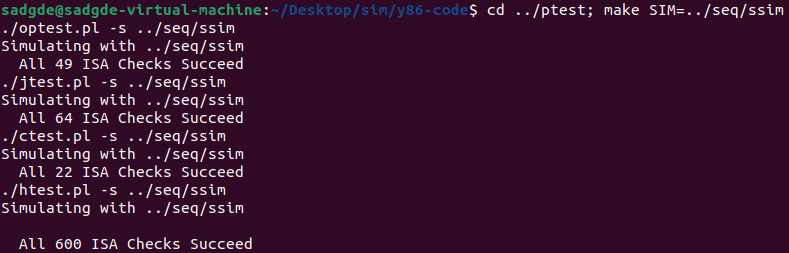 sadgde@sadgde-virtual-machine:~/Desktop/sim/y86-code$ cd ../ptest; make SIM=../seq/ssim
./optest.pl -s ../seq/ssim
Simulating with ../seq/ssim
  All 49 ISA Checks Succeed
./jtest.pl -s ../seq/ssim
Simulating with ../seq/ssim
  All 64 ISA Checks Succeed
./ctest.pl -s ../seq/ssim
Simulating with ../seq/ssim
  All 22 ISA Checks Succeed
./htest.pl -s ../seq/ssim
Simulating with ../seq/ssim
  All 600 ISA Checks Succeed